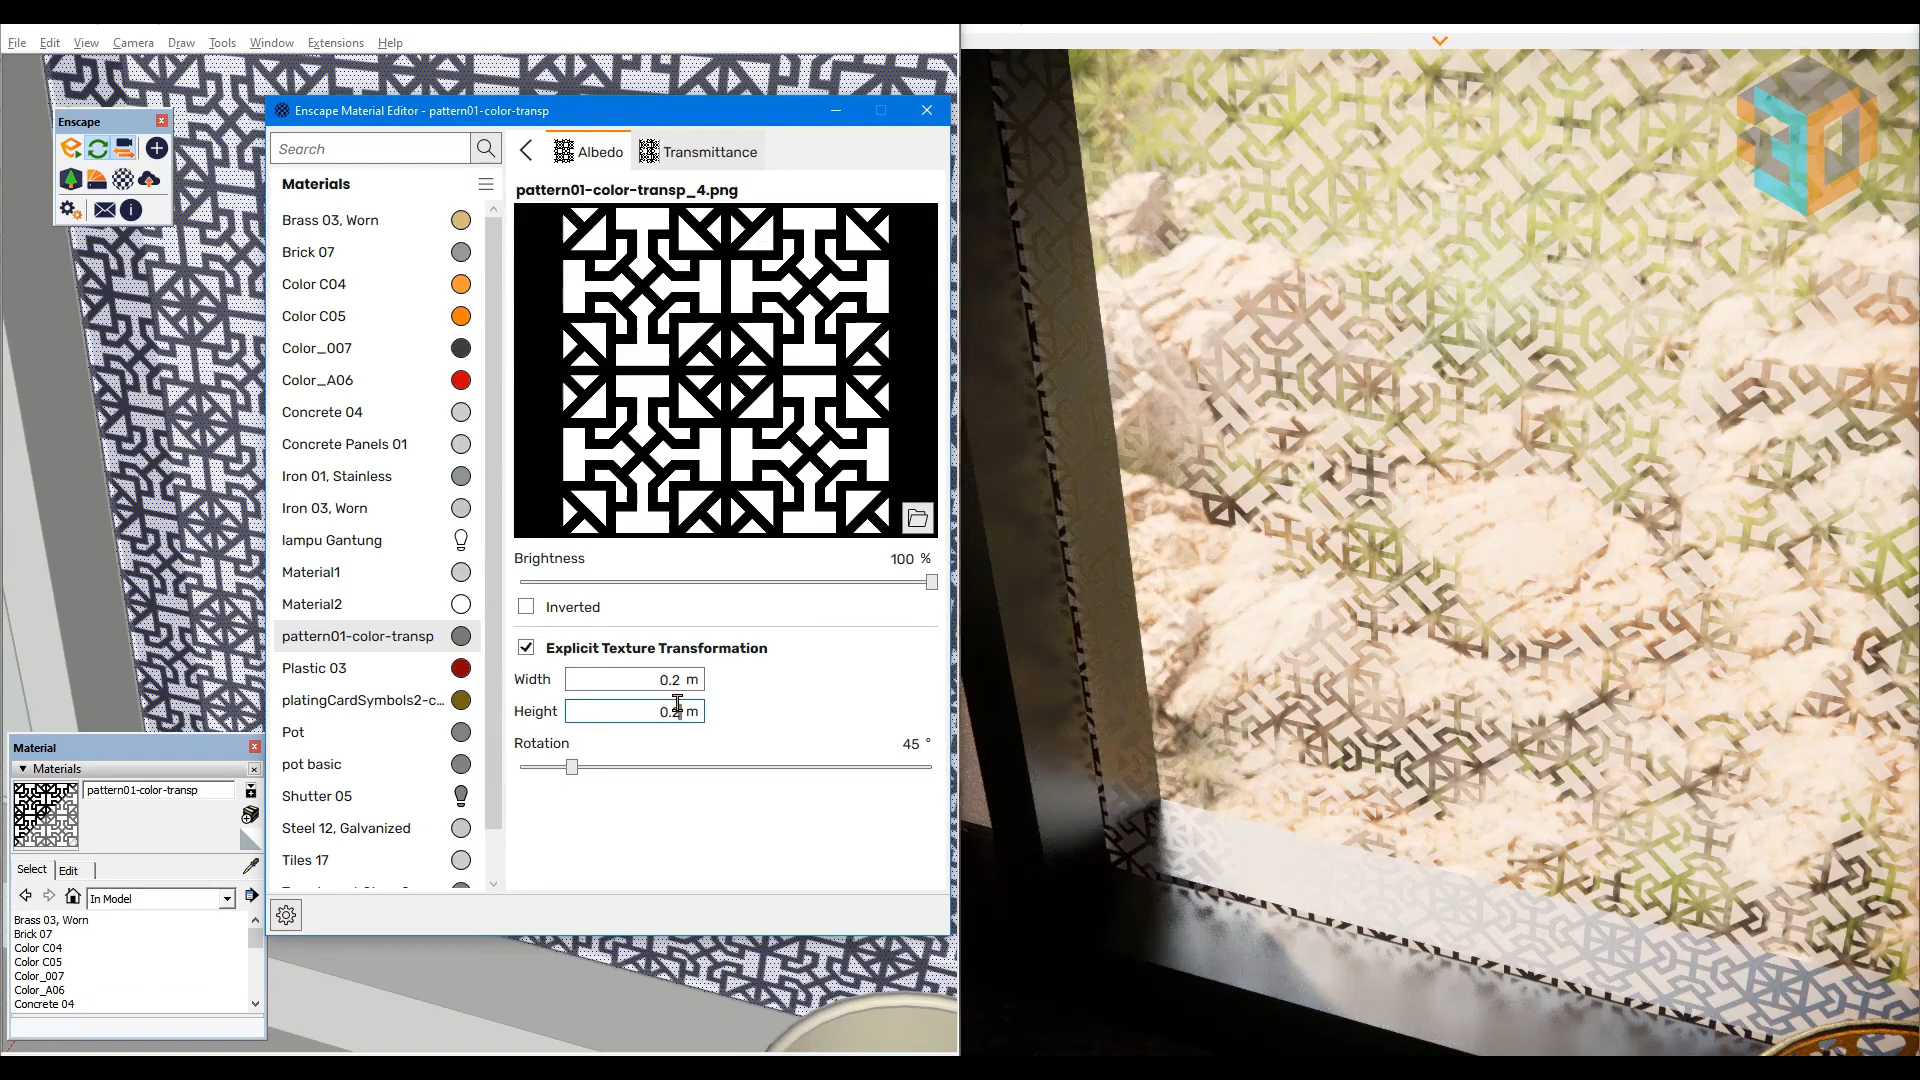 File Edit View Camera Draw Tools Window Extensions Help
Enscape
Enscape Material Editor - pattern01-color-transp
Search
Albedo
Transmittance
Materials
pattern01-color-transp_4.png
Brass 03, Worn
Brick 07
Color C04
Color C05
Color_007
Color_A06
Concrete 04
Concrete Panels 01
Iron 01, Stainless
Iron 03, Worn
lampu Gantung
Material1
Material2
pattern01-color-transp
Plastic 03
platingCardSymbols2-c...
Pot
pot basic
Shutter 05
Steel 12, Galvanized
Tiles 17
Brightness 100 %
Inverted
Explicit Texture Transformation
Width 0.2 m
Height 0.2 m
Rotation 45 °
Material
Materials
pattern01-color-transp
Select Edit
In Model
Brass 03, Worn
Brick 07
Color C04
Color C05
Color_007
Color_A06
Concrete 04